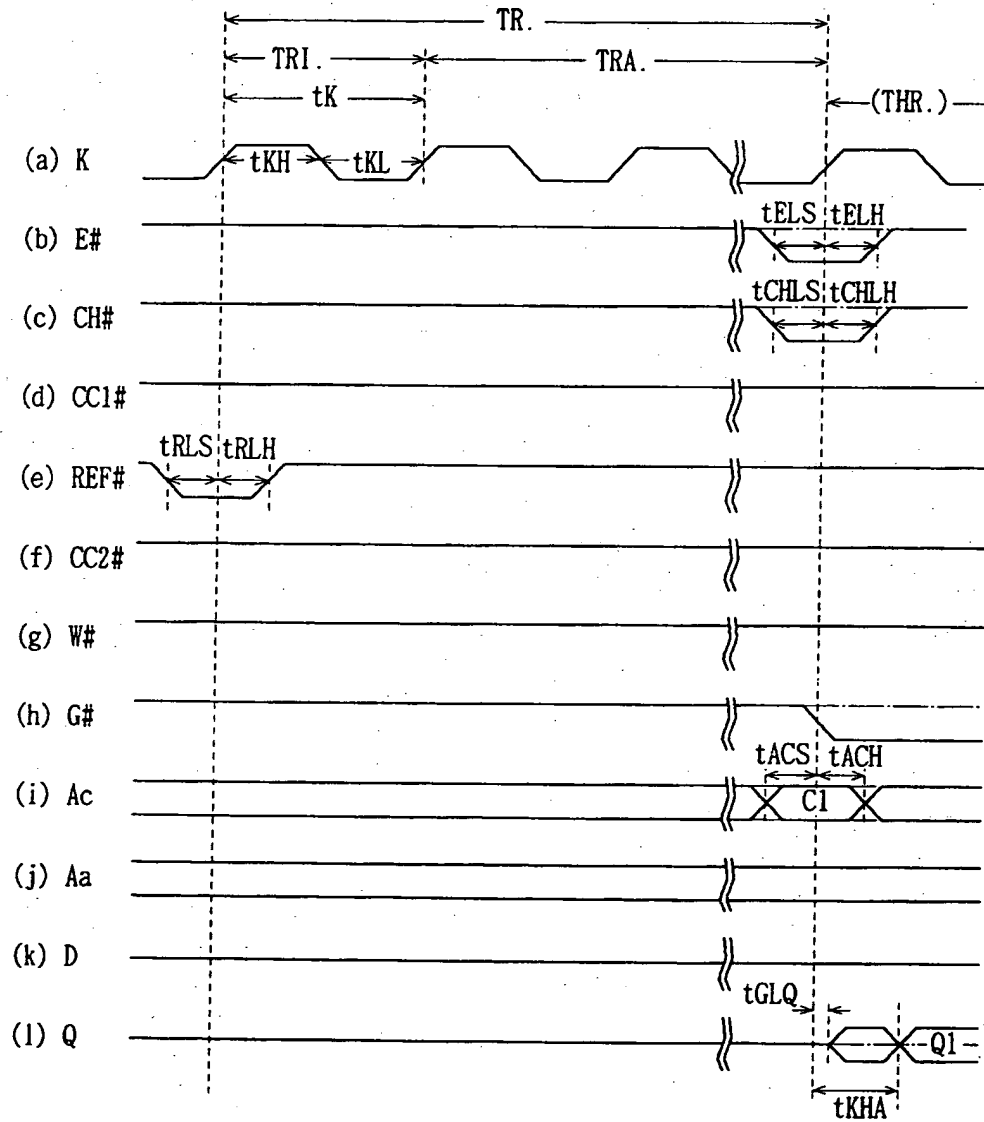 TR.
TRI. TRA.
tK (THR.)
(a) K tKH tKL
tELS tELH
(b) E#
tCHLS tCHLH
(c) CH#
(d) CC1#
tRLS tRLH
(e) REF#
(f) CC2#
(g) W#
(h) G#
tACS tACH
(i) Ac C1
(j) Aa
(k) D
tGLQ
(l) Q Q1
tKHA